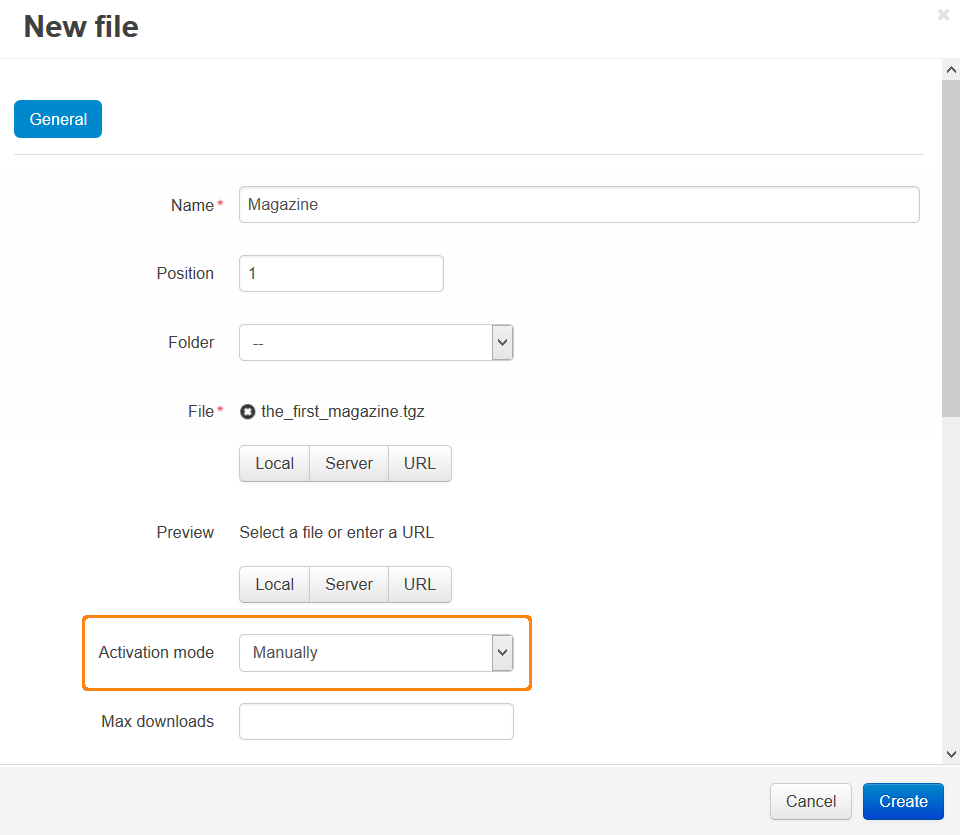 New file
General
Name* Magazine
Position 1
Folder --
File* the_first_magazine.tgz
Local Server URL
Preview Select a file or enter a URL
Local Server URL
Activation mode Manually
Max downloads
Cancel Create